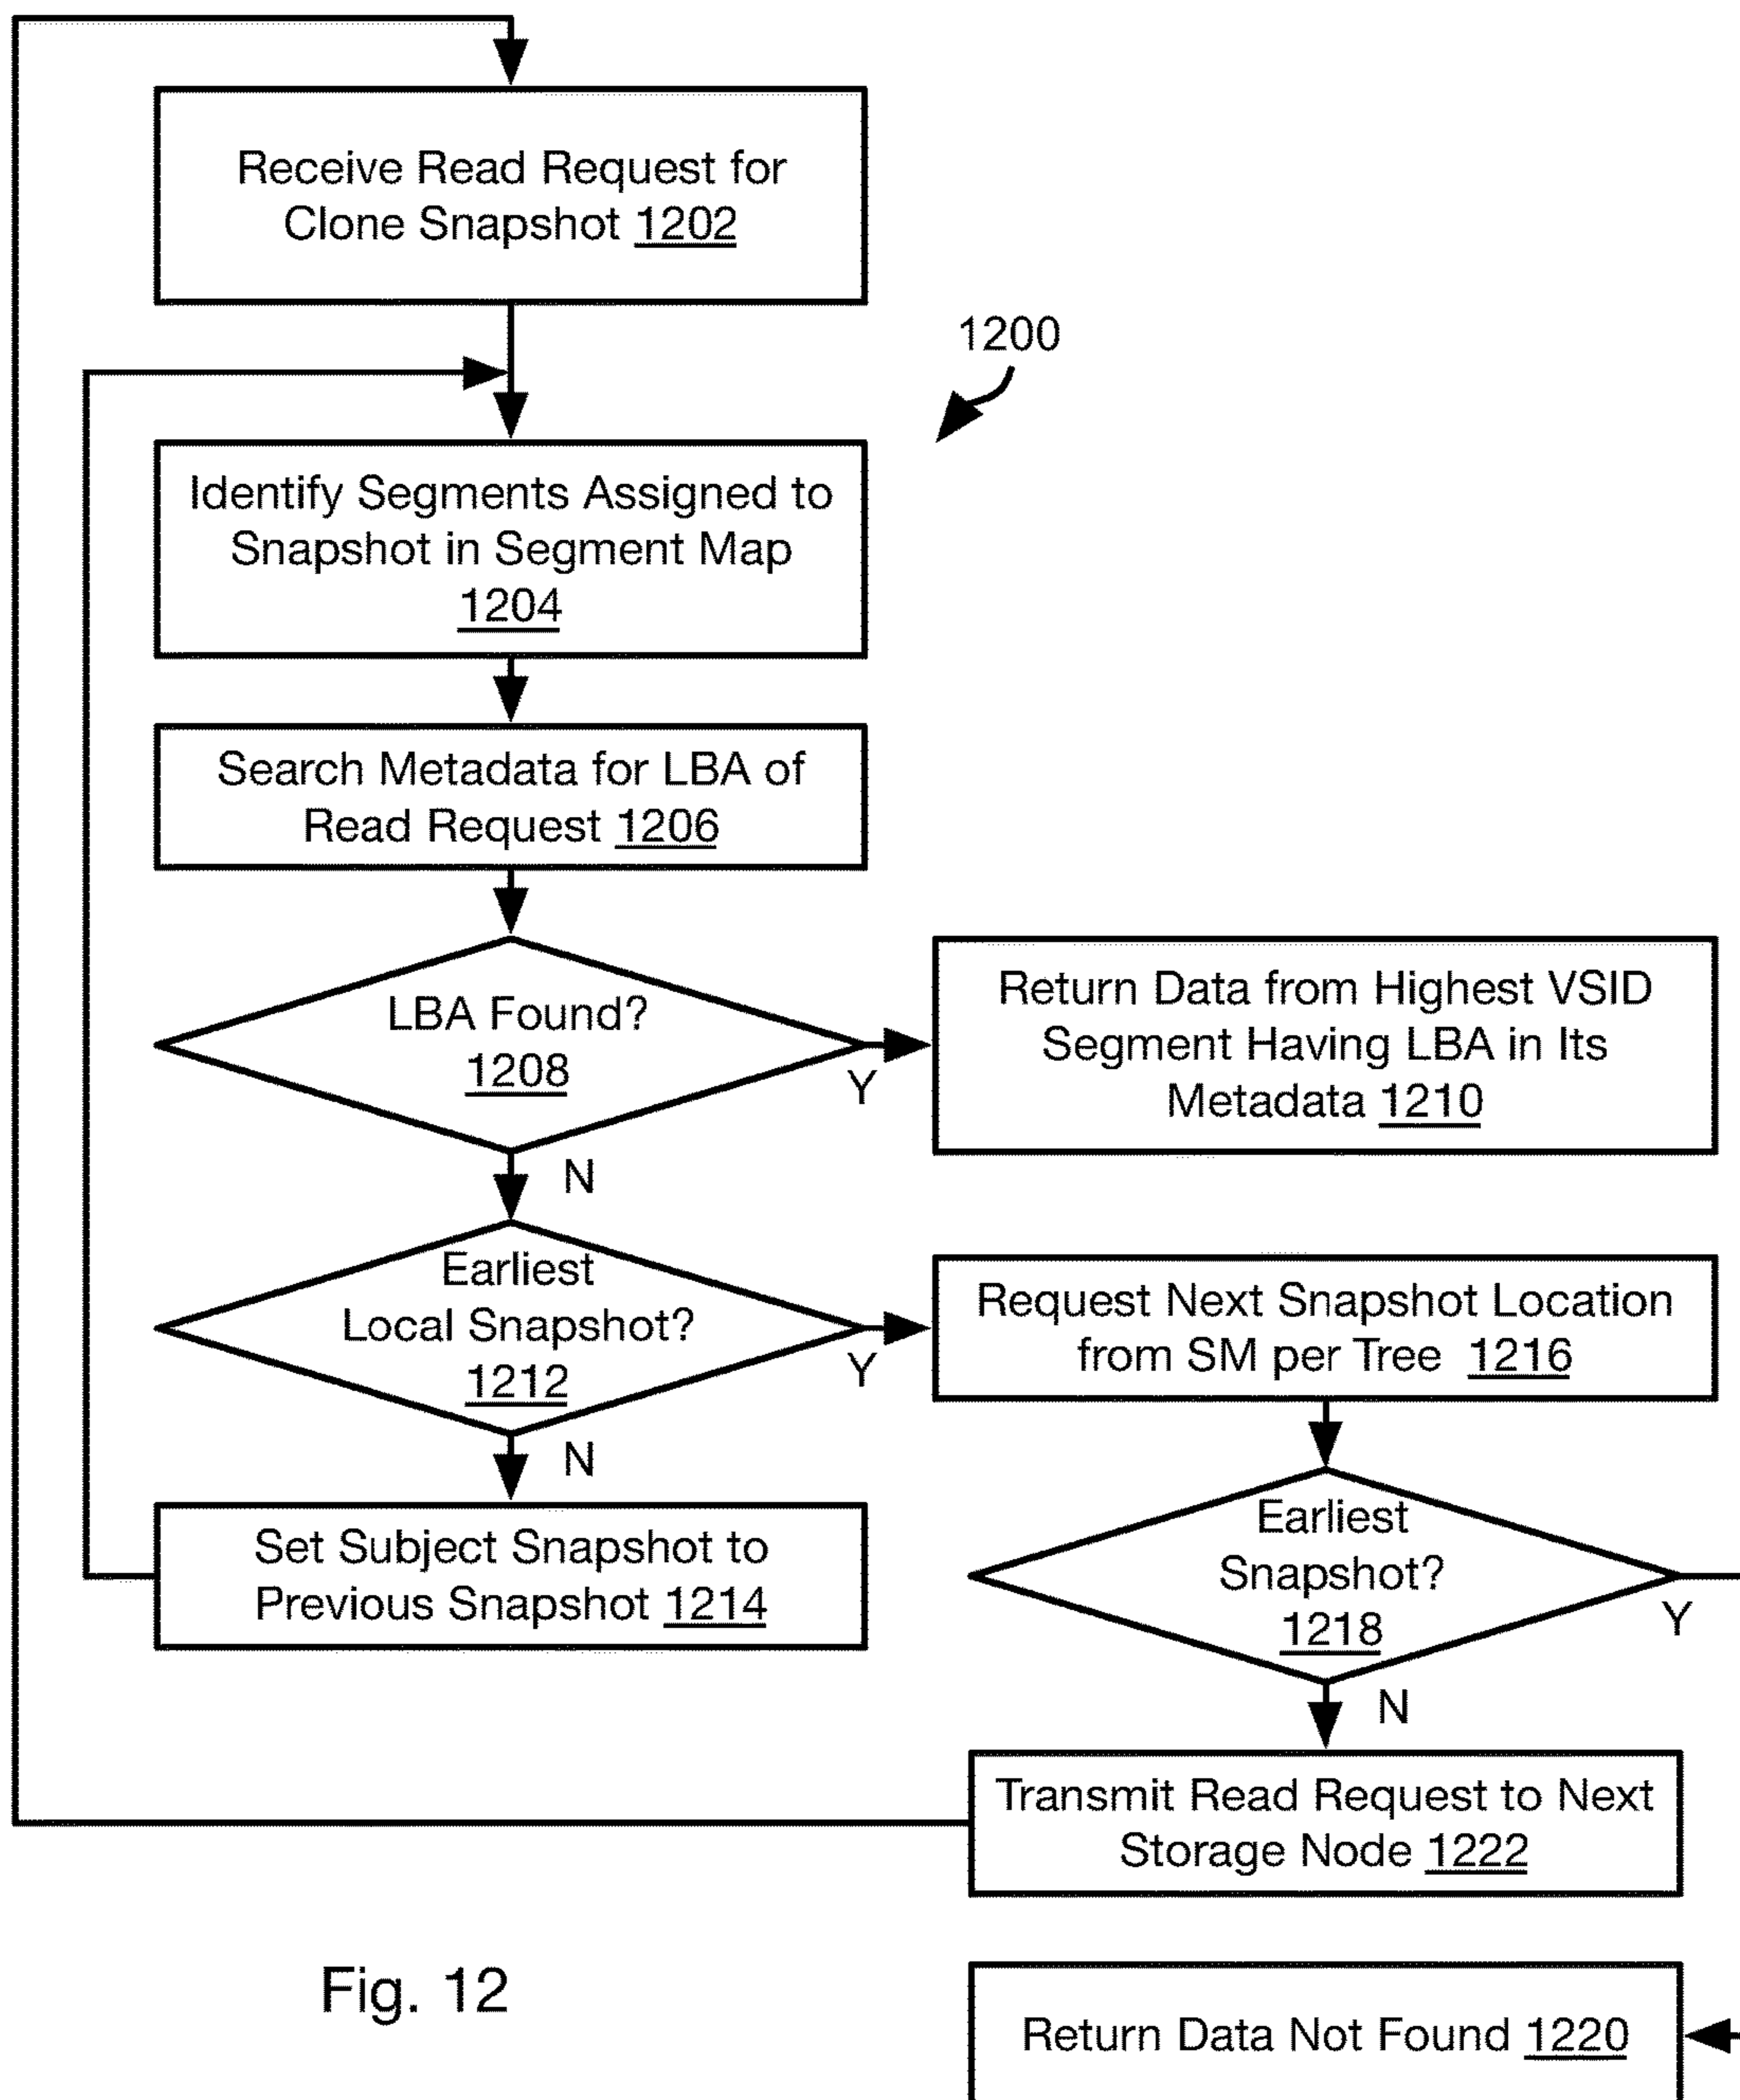 Receive Read Request for
Clone Snapshot 1202
1200
Identify Segments Assigned to
Snapshot in Segment Map
1204
Search Metadata for LBA of
Read Request 1206
LBA Found?
1208
Y
N
Return Data from Highest VSID
Segment Having LBA in Its
Metadata 1210
Earliest
Local Snapshot?
1212
Y
N
Request Next Snapshot Location
from SM per Tree 1216
Set Subject Snapshot to
Previous Snapshot 1214
Earliest
Snapshot?
1218
Y
N
Transmit Read Request to Next
Storage Node 1222
Fig. 12
Return Data Not Found 1220